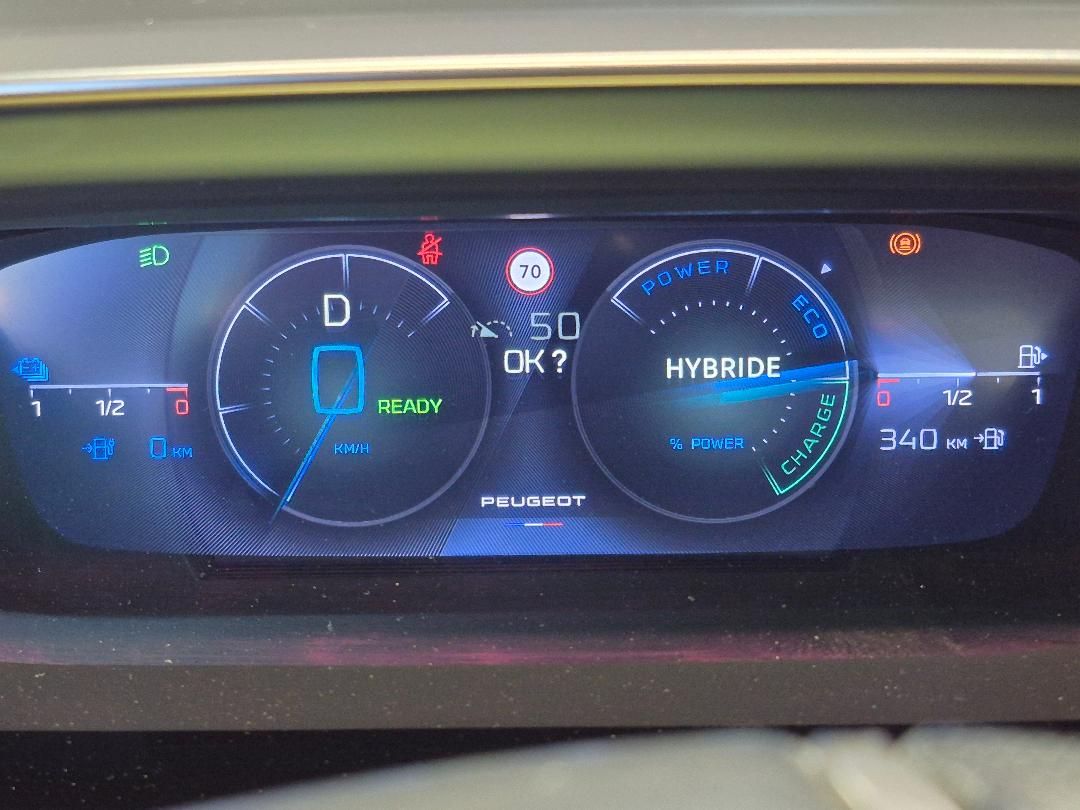 70
50
OK ?
D
0
READY
KM/H
1 1/2 0
0 KM
POWER
ECO
HYBRIDE
CHARGE
% POWER
0 1/2 1
340 KM
PEUGEOT